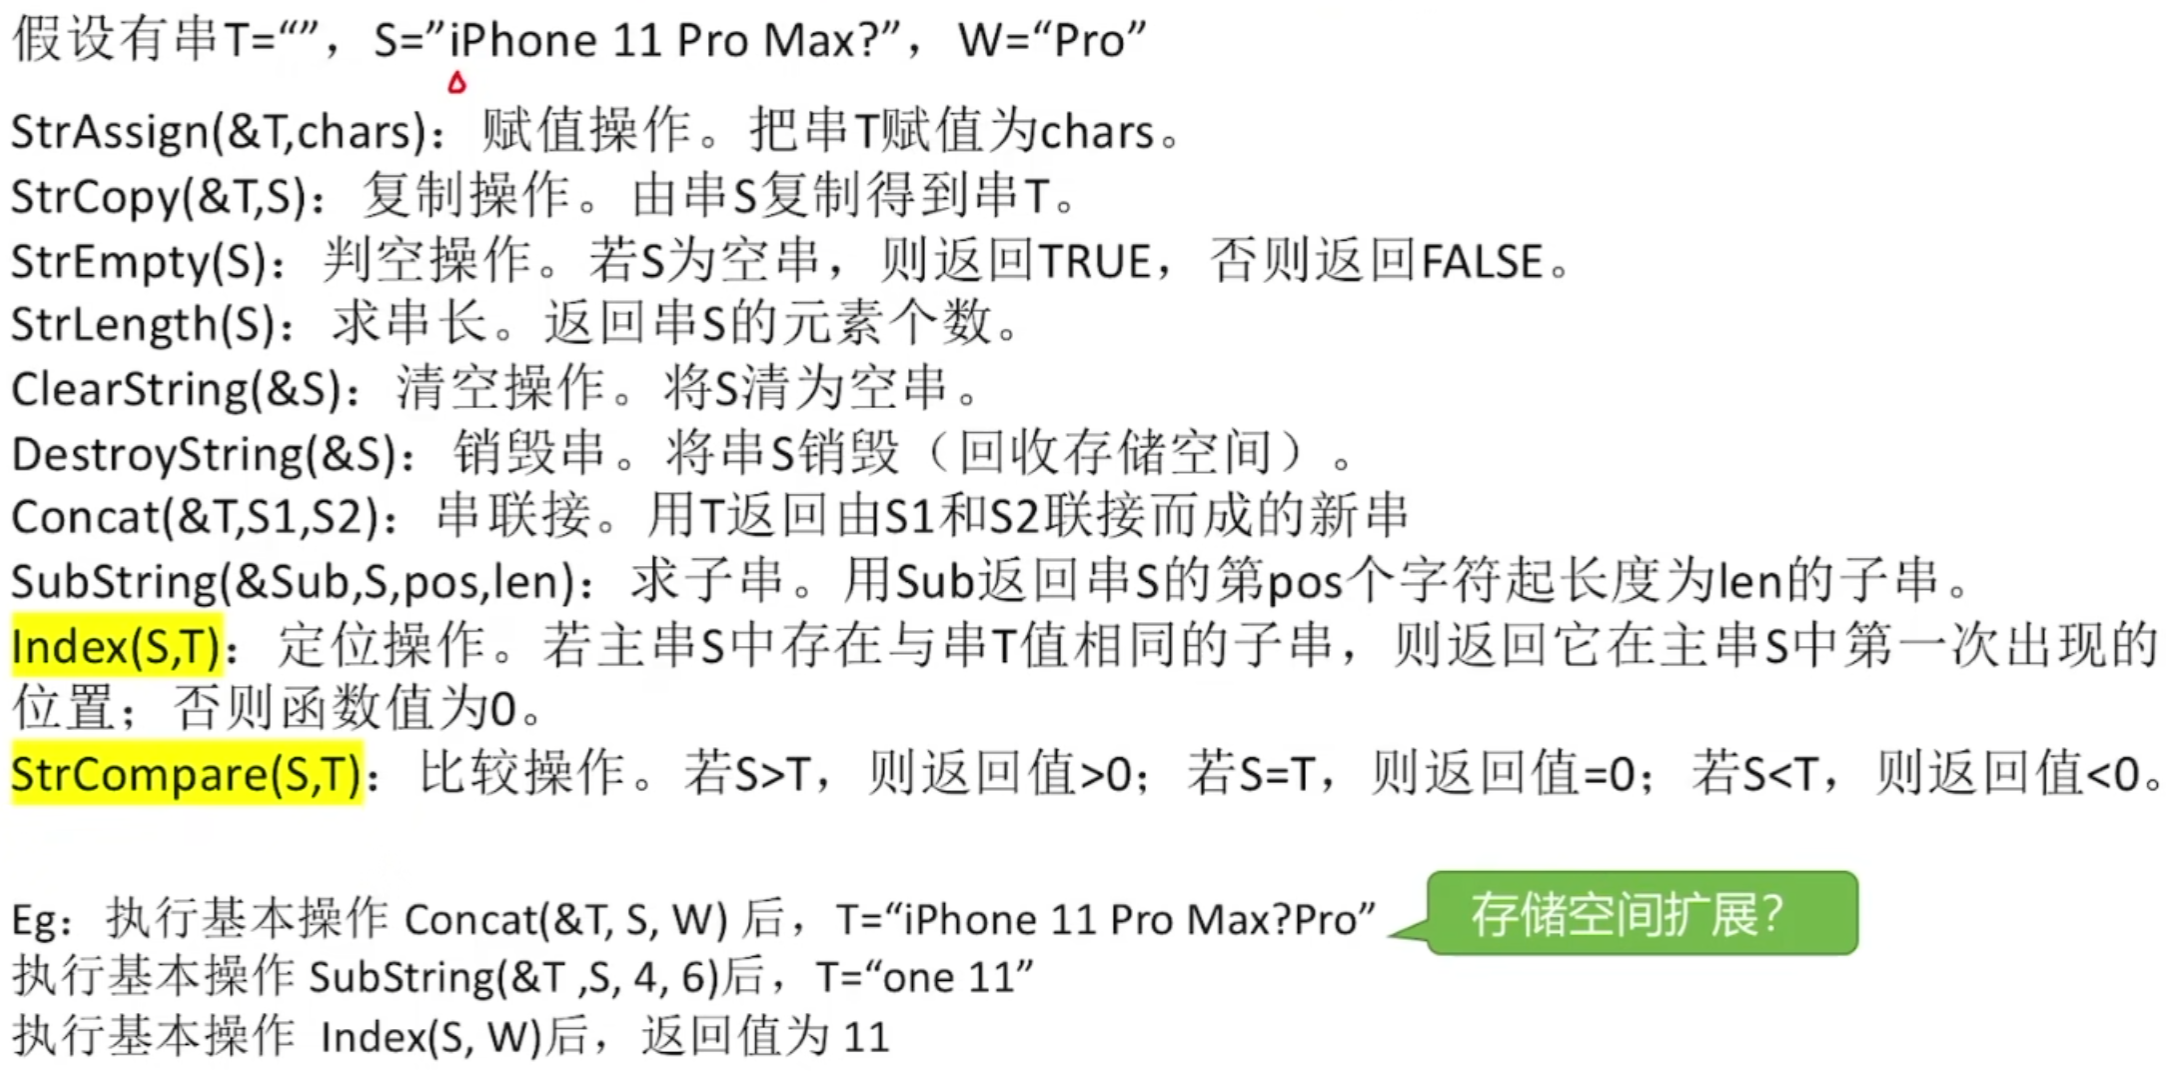 假设有串T=“”，S=”iPhone 11 Pro Max?”，W=“Pro”
StrAssign(&T,chars)：赋值操作。把串T赋值为chars。
StrCopy(&T,S)：复制操作。由串S复制得到串T。
StrEmpty(S)：判空操作。若S为空串，则返回TRUE，否则返回FALSE。
StrLength(S)：求串长。返回串S的元素个数。
ClearString(&S)：清空操作。将S清为空串。
DestroyString(&S)：销毁串。将串S销毁（回收存储空间）。
Concat(&T,S1,S2)：串联接。用T返回由S1和S2联接而成的新串
SubString(&Sub,S,pos,len)：求子串。用Sub返回串S的第pos个字符起长度为len的子串。
Index(S,T)：定位操作。若主串S中存在与串T值相同的子串，则返回它在主串S中第一次出现的
位置；否则函数值为0。
StrCompare(S,T)：比较操作。若S>T，则返回值>0；若S=T，则返回值=0；若S<T，则返回值<0。
Eg：执行基本操作 Concat(&T, S, W) 后，T=“iPhone 11 Pro Max?Pro”
存储空间扩展？
执行基本操作 SubString(&T ,S, 4, 6)后，T=“one 11”
执行基本操作 Index(S, W)后，返回值为 11